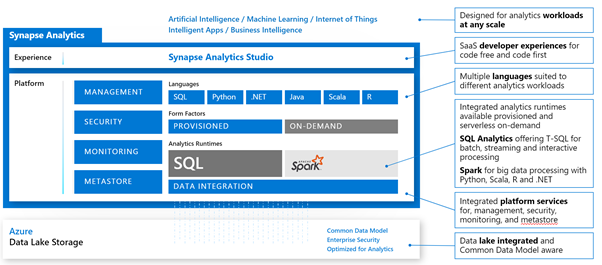 Artificial Intelligence / Machine Learning / Internet of Things
Intelligent Apps / Business Intelligence
Synapse Analytics
Experience
Synapse Analytics Studio
Platform
MANAGEMENT
SECURITY
MONITORING
METASTORE
Languages
SQL
Python
.NET
Java
Scala
R
Form Factors
PROVISIONED
ON-DEMAND
Analytics Runtimes
SQL
APACHE
Spark
DATA INTEGRATION
Azure
Data Lake Storage
Common Data Model
Enterprise Security
Optimized for Analytics
Designed for analytics workloads
at any scale
SaaS developer experiences for
code free and code first
Multiple languages suited to
different analytics workloads
Integrated analytics runtimes
available provisioned and
serverless on-demand
SQL Analytics offering T-SQL for
batch, streaming and interactive
processing
Spark for big data processing with
Python, Scala, R and .NET
Integrated platform services
for, management, security,
monitoring, and metastore
Data lake integrated and
Common Data Model aware